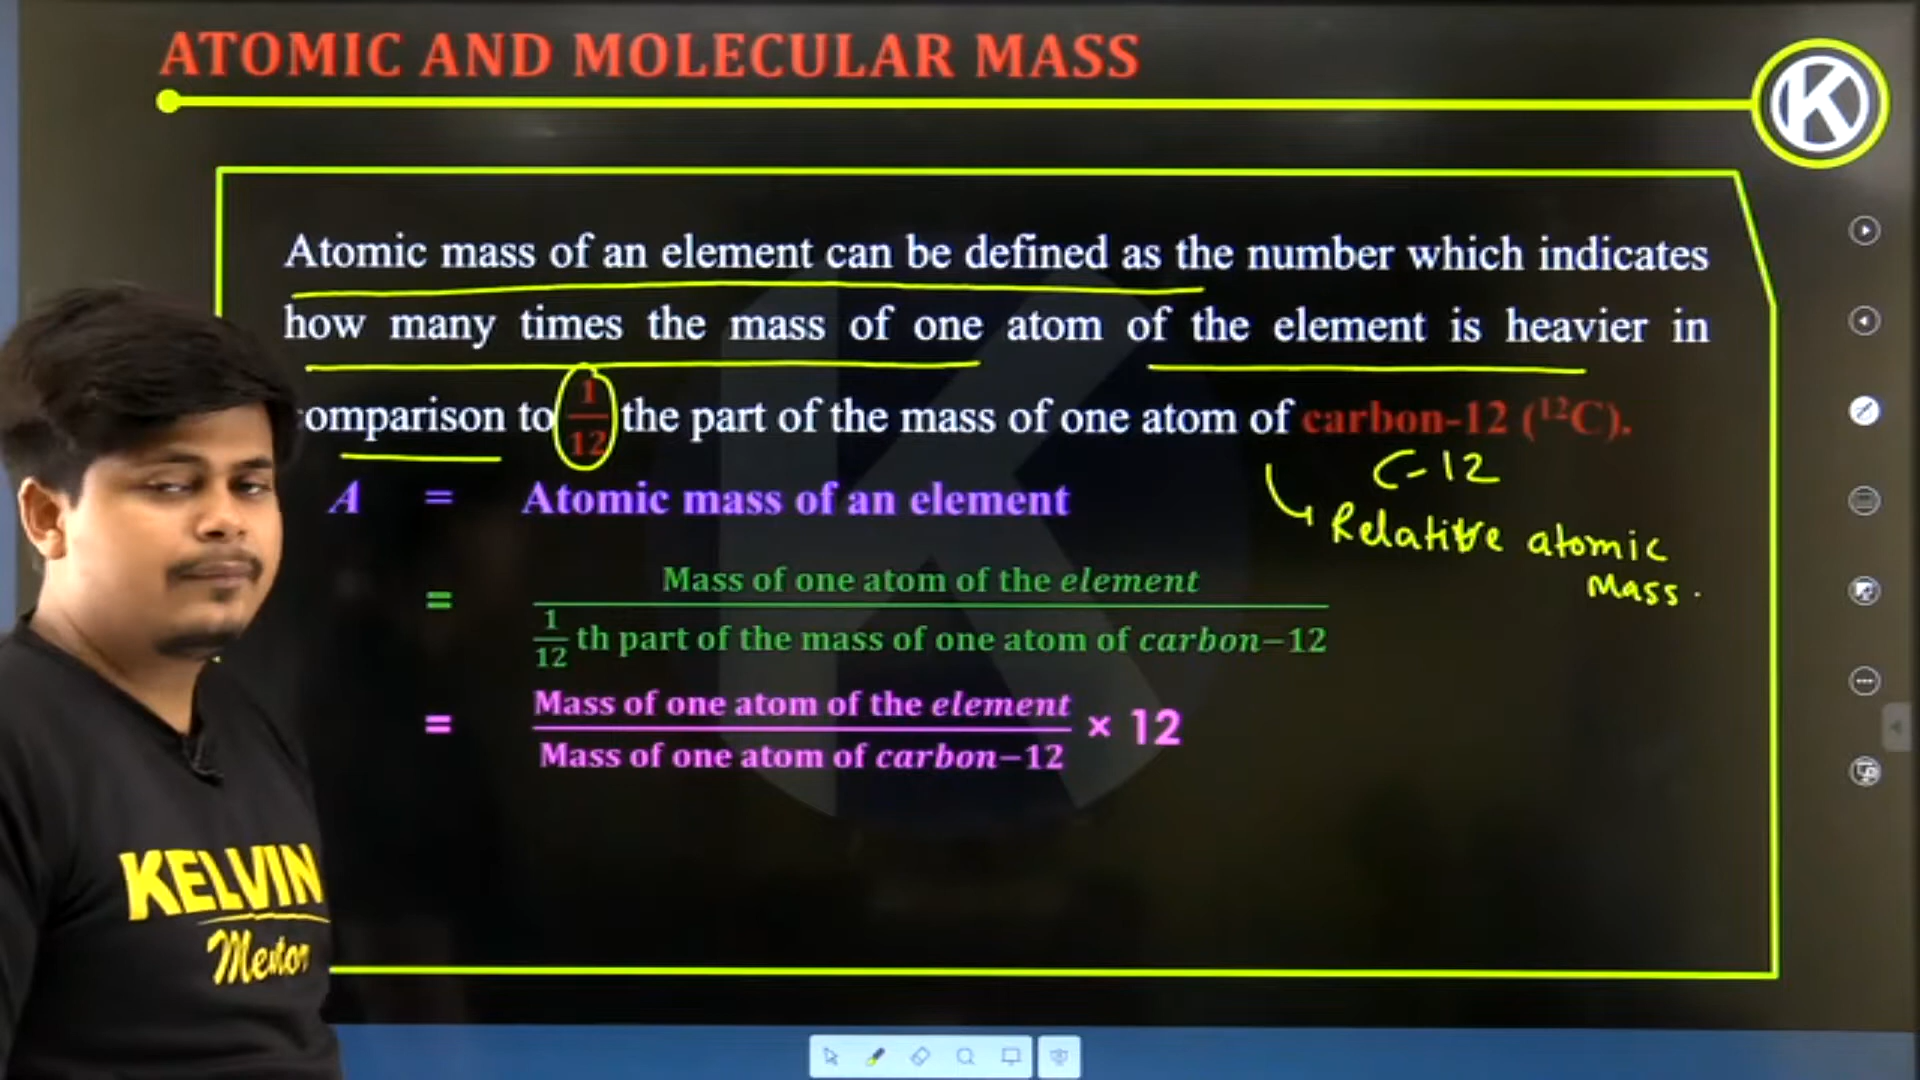 ATOMIC AND MOLECULAR MASS
K
Atomic mass of an element can be defined as the number which indicates
how many times the mass of one atom of the element is heavier in
comparison to 1/12 the part of the mass of one atom of carbon-12 (¹²C).
C-12
Relative atomic
Mass.
A = Atomic mass of an element
= Mass of one atom of the element
1/12 th part of the mass of one atom of carbon−12
= Mass of one atom of the element × 12
Mass of one atom of carbon−12
KELVIN
Mentor